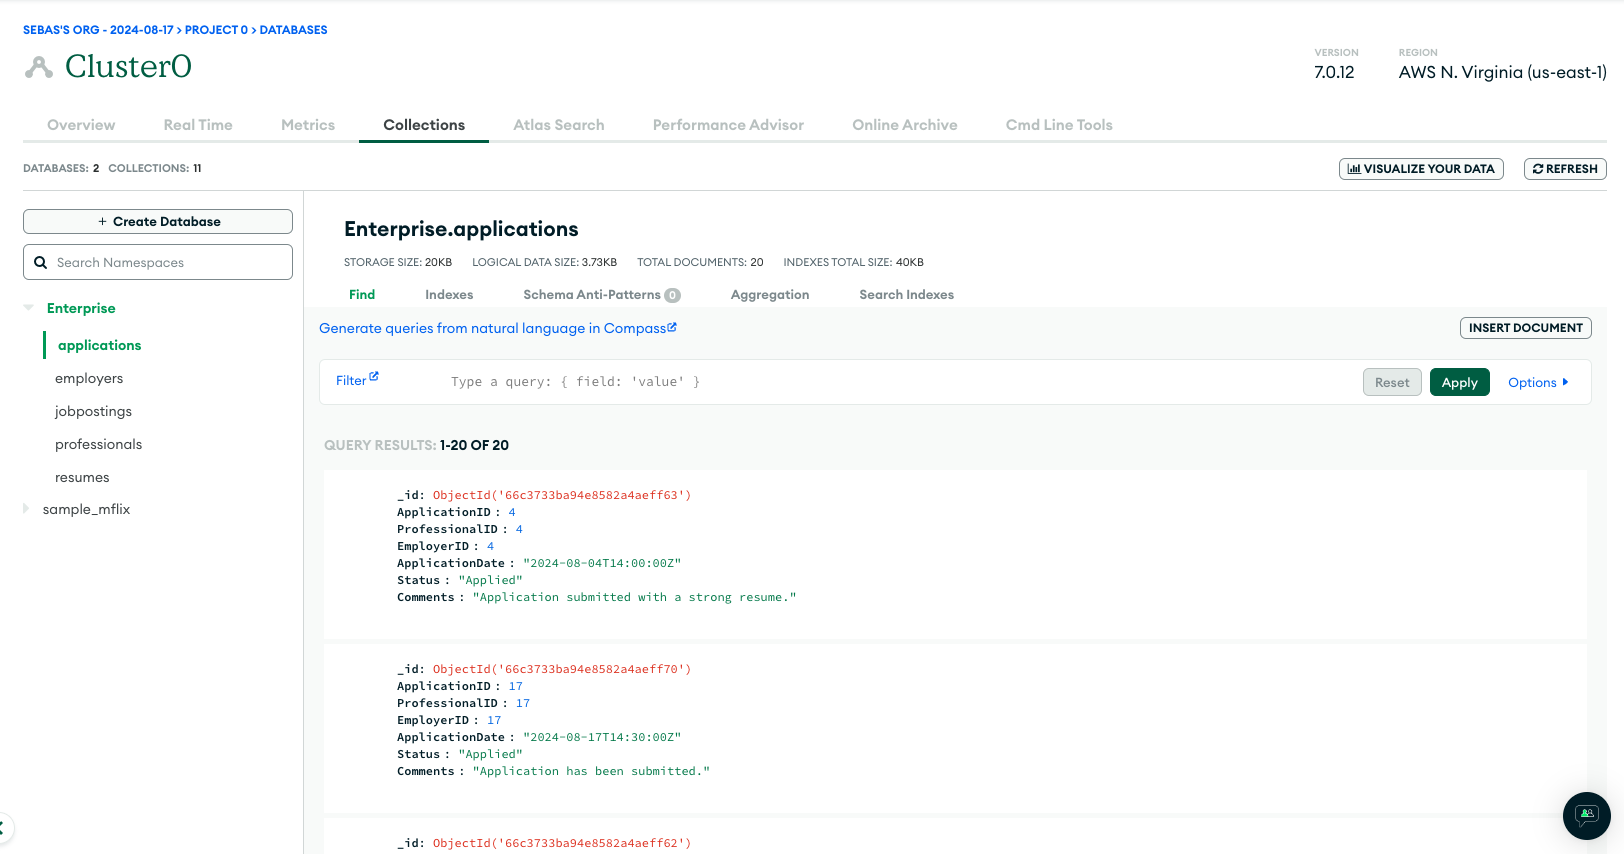 SEBAS'S ORG - 2024-08-17 > PROJECT 0 > DATABASES
Cluster0
VERSION
7.0.12
REGION
AWS N. Virginia (us-east-1)
Overview
Real Time
Metrics
Collections
Atlas Search
Performance Advisor
Online Archive
Cmd Line Tools
DATABASES: 2 COLLECTIONS: 11
VISUALIZE YOUR DATA
REFRESH
+ Create Database
Search Namespaces
Enterprise
applications
employers
jobpostings
professionals
resumes
sample_mflix
Enterprise.applications
STORAGE SIZE: 20KB LOGICAL DATA SIZE: 3.73KB TOTAL DOCUMENTS: 20 INDEXES TOTAL SIZE: 40KB
Find
Indexes
Schema Anti-Patterns 0
Aggregation
Search Indexes
Generate queries from natural language in Compass
INSERT DOCUMENT
Filter
Type a query: { field: 'value' }
Reset
Apply
Options
QUERY RESULTS: 1-20 OF 20
_id: ObjectId('66c3733ba94e8582a4aeff63')
ApplicationID : 4
ProfessionalID : 4
EmployerID : 4
ApplicationDate : "2024-08-04T14:00:00Z"
Status : "Applied"
Comments : "Application submitted with a strong resume."
_id: ObjectId('66c3733ba94e8582a4aeff70')
ApplicationID : 17
ProfessionalID : 17
EmployerID : 17
ApplicationDate : "2024-08-17T14:30:00Z"
Status : "Applied"
Comments : "Application has been submitted."
_id: ObjectId('66c3733ba94e8582a4aeff62')